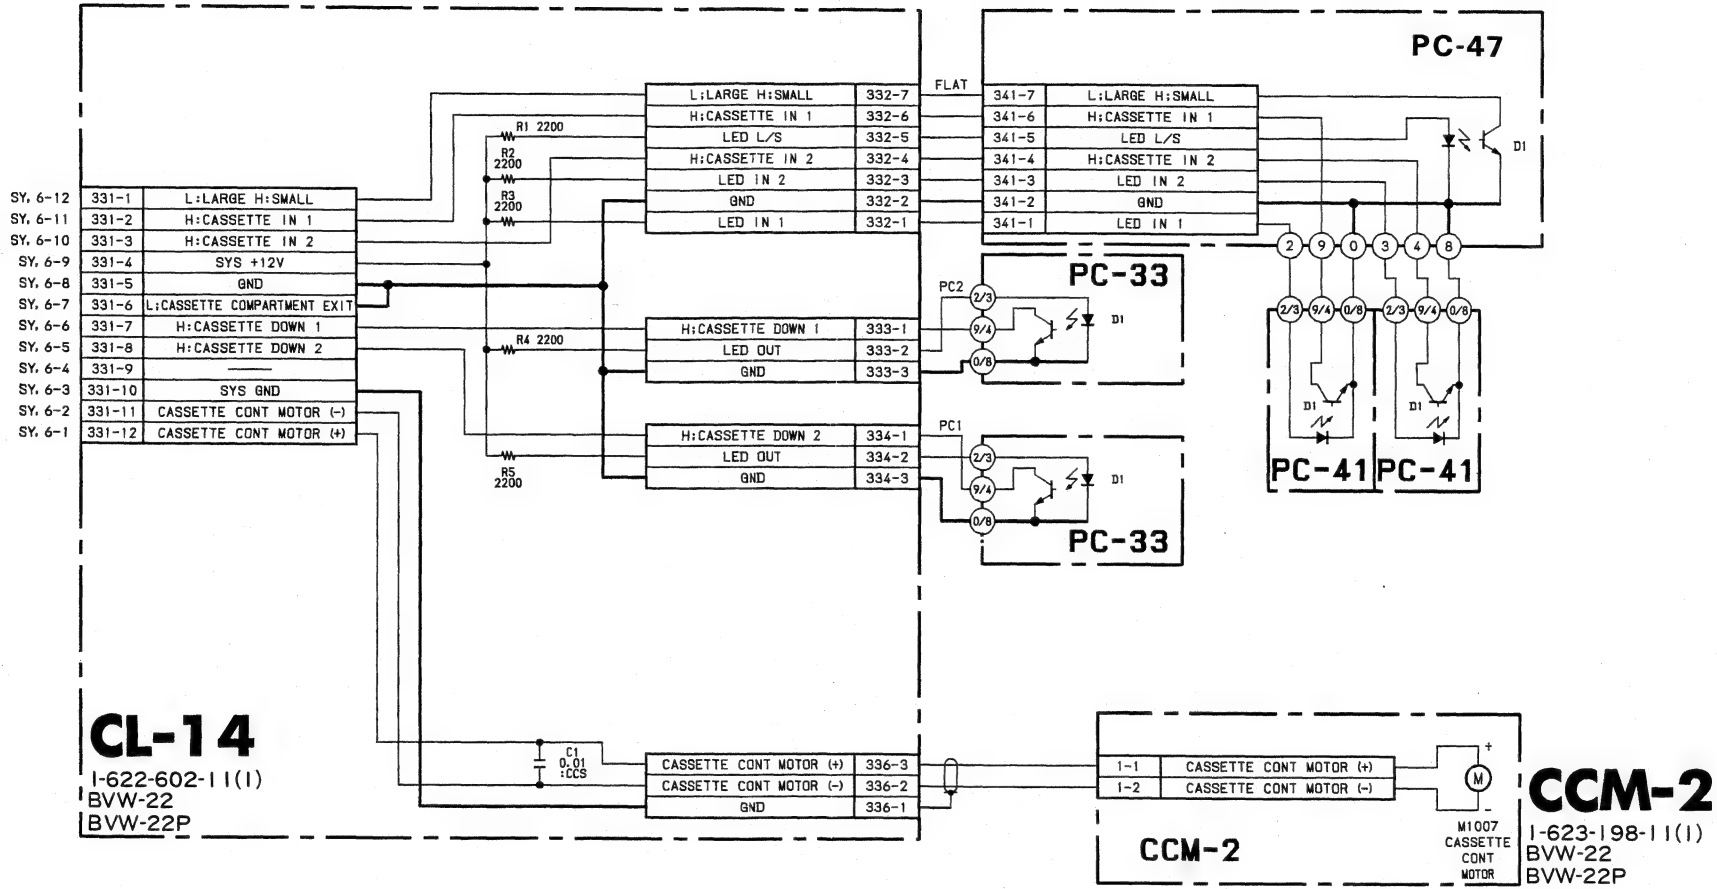 PC-47
FLAT
L;LARGE H;SMALL 332-7
H;CASSETTE IN 1 332-6
LED L/S 332-5
H;CASSETTE IN 2 332-4
LED IN 2 332-3
GND 332-2
LED IN 1 332-1
341-7 L;LARGE H;SMALL
341-6 H;CASSETTE IN 1
341-5 LED L/S
341-4 H;CASSETTE IN 2
341-3 LED IN 2
341-2 GND
341-1 LED IN 1
D1
R1 2200
R2
2200
R3
2200
SY, 6-12 331-1 L;LARGE H;SMALL
SY, 6-11 331-2 H;CASSETTE IN 1
SY, 6-10 331-3 H;CASSETTE IN 2
SY, 6-9 331-4 SYS +12V
SY, 6-8 331-5 GND
SY, 6-7 331-6 L;CASSETTE COMPARTMENT EXIT
SY, 6-6 331-7 H;CASSETTE DOWN 1
SY, 6-5 331-8 H;CASSETTE DOWN 2
SY, 6-4 331-9
SY, 6-3 331-10 SYS GND
SY, 6-2 331-11 CASSETTE CONT MOTOR (-)
SY, 6-1 331-12 CASSETTE CONT MOTOR (+)
2 9 0 3 4 8
2/3 9/4 0/8 2/3 9/4 0/8
D1 D1
PC-41 PC-41
R4 2200
H;CASSETTE DOWN 1 333-1
LED OUT 333-2
GND 333-3
PC2
PC-33
2/3
9/4
0/8
D1
R5
2200
H;CASSETTE DOWN 2 334-1
LED OUT 334-2
GND 334-3
PC1
2/3
9/4
0/8
D1
PC-33
CL-14
1-622-602-11(1)
BVW-22
BVW-22P
C1
0.01
:CCS
CASSETTE CONT MOTOR (+) 336-3
CASSETTE CONT MOTOR (-) 336-2
GND 336-1
1-1 CASSETTE CONT MOTOR (+)
1-2 CASSETTE CONT MOTOR (-)
+
M
-
M1007
CASSETTE
CONT
MOTOR
CCM-2
CCM-2
1-623-198-11(1)
BVW-22
BVW-22P